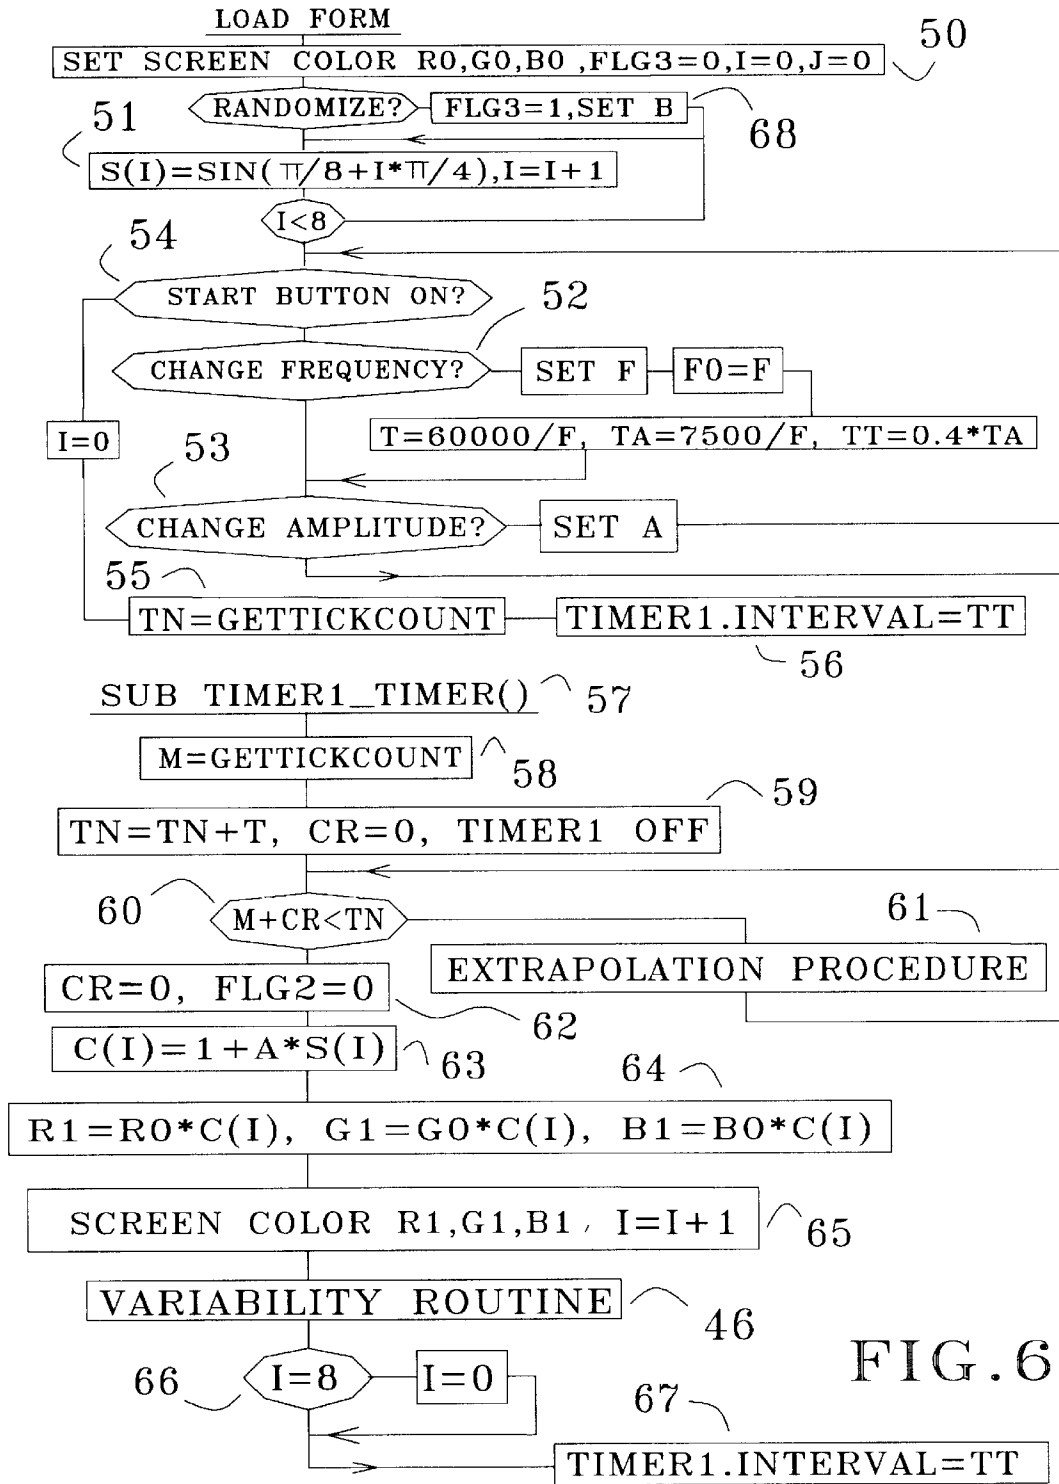 LOAD FORM
SET SCREEN COLOR R0,G0,B0 ,FLG3=0,I=0,J=0
50
RANDOMIZE?
FLG3=1,SET B
68
51
S(I)=SIN(π/8+I*π/4),I=I+1
I<8
54
START BUTTON ON?
52
CHANGE FREQUENCY?
SET F
F0=F
I=0
T=60000/F, TA=7500/F, TT=0.4*TA
53
CHANGE AMPLITUDE?
SET A
55
TN=GETTICKCOUNT
TIMER1.INTERVAL=TT
56
SUB TIMER1_TIMER()
57
M=GETTICKCOUNT
58
59
TN=TN+T, CR=0, TIMER1 OFF
60
M+CR<TN
61
EXTRAPOLATION PROCEDURE
CR=0, FLG2=0
62
C(I)=1+A*S(I)
63
64
R1=R0*C(I), G1=G0*C(I), B1=B0*C(I)
SCREEN COLOR R1,G1,B1, I=I+1
65
VARIABILITY ROUTINE
46
FIG.6
66
I=8
I=0
67
TIMER1.INTERVAL=TT